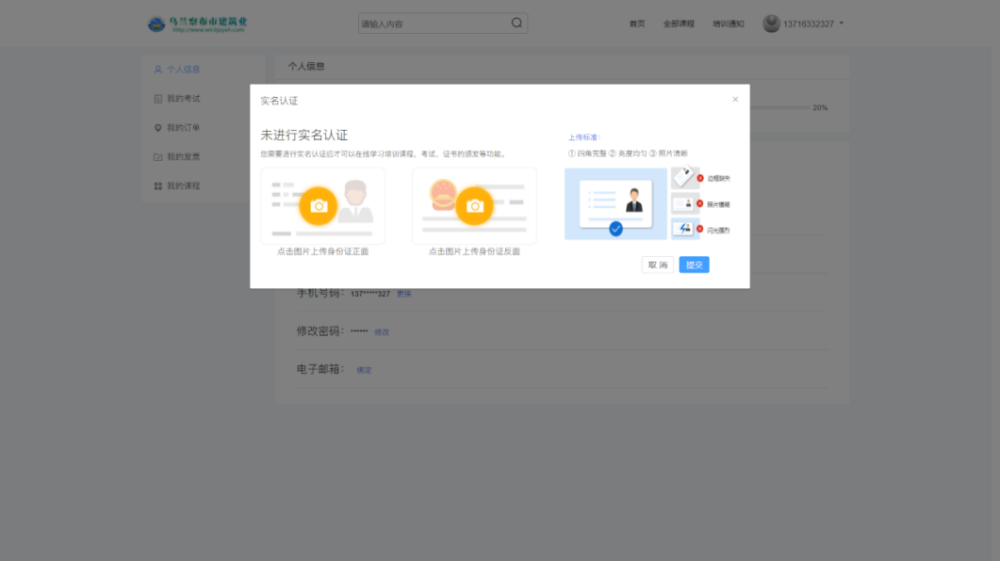 乌兰察布市建筑业
请输入内容
首页
全部课程
培训通知
13716332327
个人信息
我的考试
我的订单
我的发票
我的课程
个人信息
20%
实名认证
未进行实名认证
您需要进行实名认证后才可以在线学习培训课程、考试、证书的颁发等功能。
上传标准：
① 四角完整 ② 亮度均匀 ③ 照片清晰
边框缺失
照片模糊
闪光强烈
点击图片上传身份证正面
点击图片上传身份证反面
取 消
提交
手机号码： 137*****327 更换
修改密码： •••••• 修改
电子邮箱： 绑定